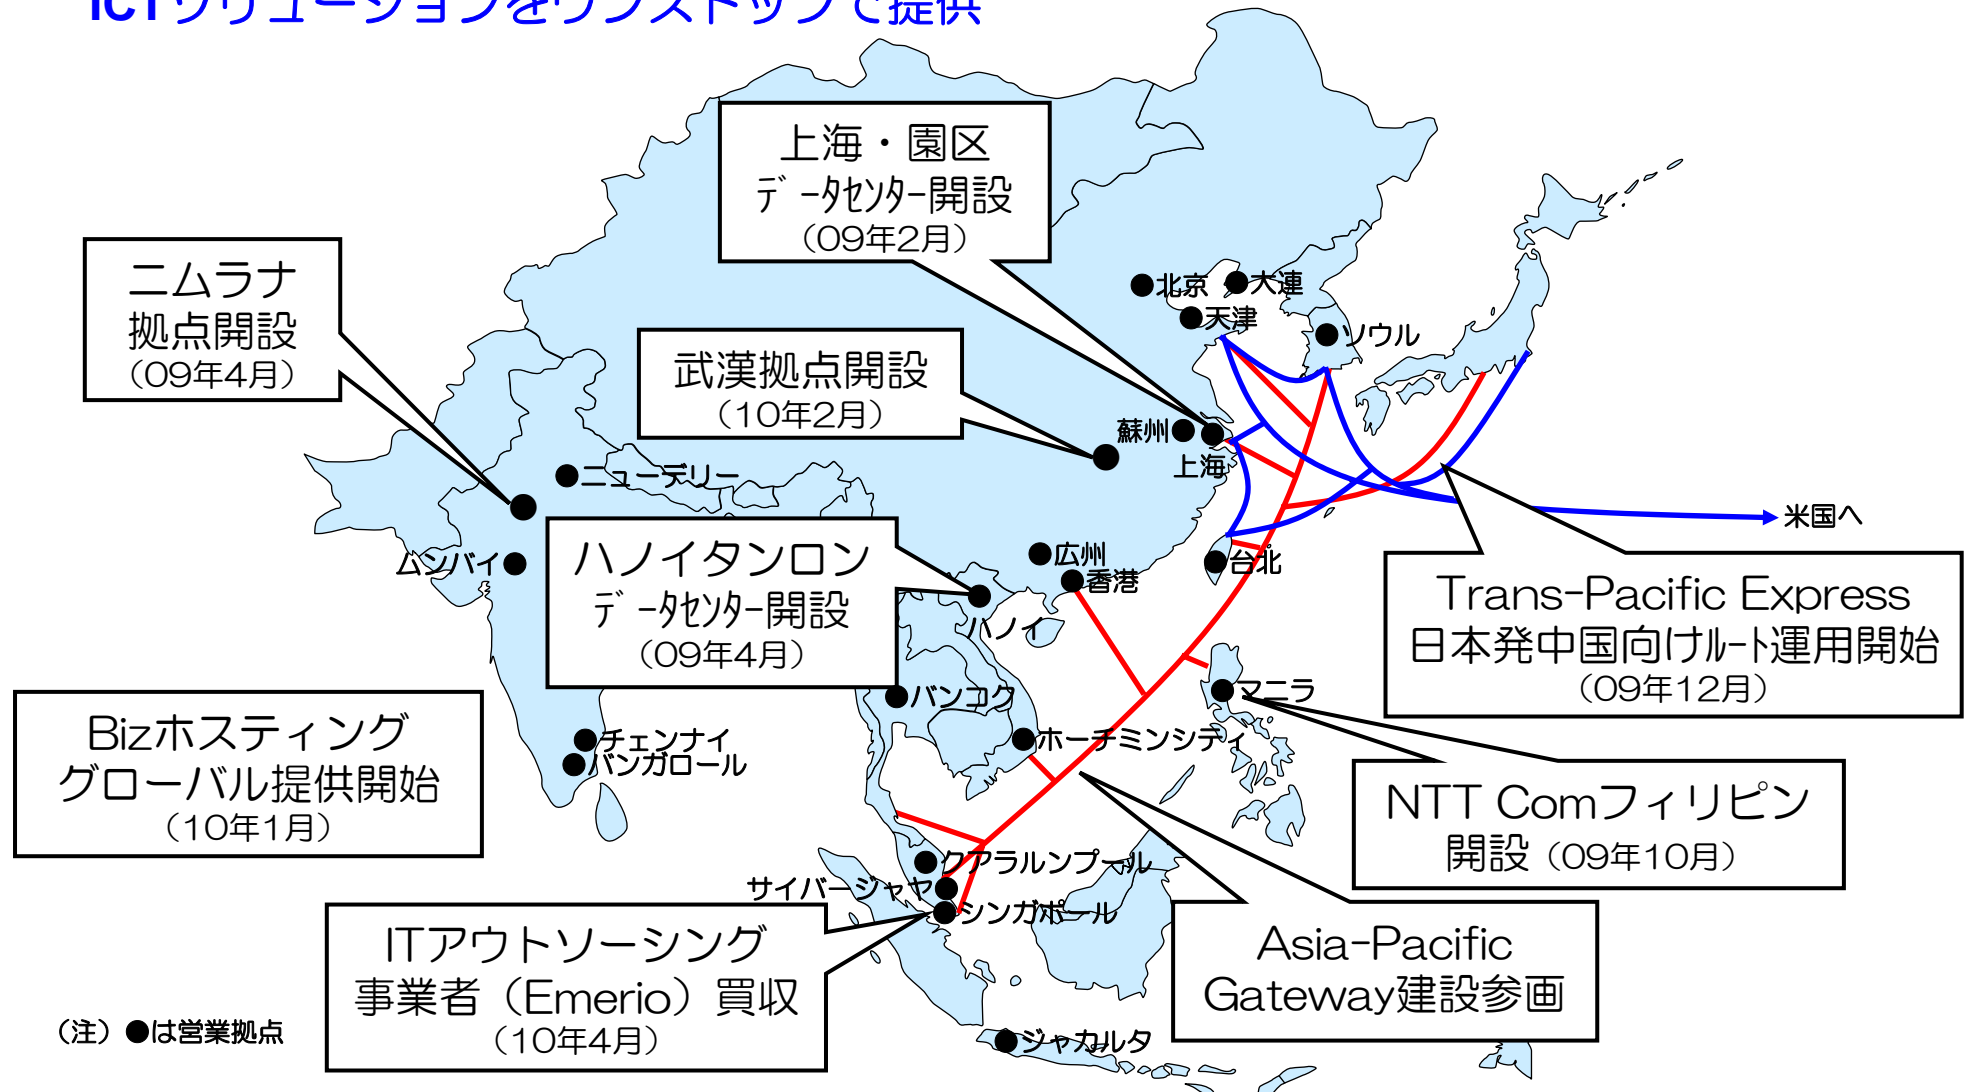 ICTソリューションをワンストップで提供
上海・園区
ﾃﾞｰﾀｾﾝﾀｰ開設
（09年2月）
ニムラナ
拠点開設
（09年4月）
北京
大連
天津
ソウル
武漢拠点開設
（10年2月）
蘇州
上海
ニューデリー
米国へ
ムンバイ
ハノイタンロン
ﾃﾞｰﾀｾﾝﾀｰ開設
（09年4月）
広州
香港
台北
ハノイ
Trans-Pacific Express
日本発中国向けﾙｰﾄ運用開始
（09年12月）
バンコク
マニラ
Bizホスティング
グローバル提供開始
（10年1月）
チェンナイ
バンガロール
ホーチミンシティ
NTT Comフィリピン
開設（09年10月）
クアラルンプール
サイバージャヤ
シンガポール
ITアウトソーシング
事業者（Emerio）買収
（10年4月）
Asia-Pacific
Gateway建設参画
（注）●は営業拠点
ジャカルタ